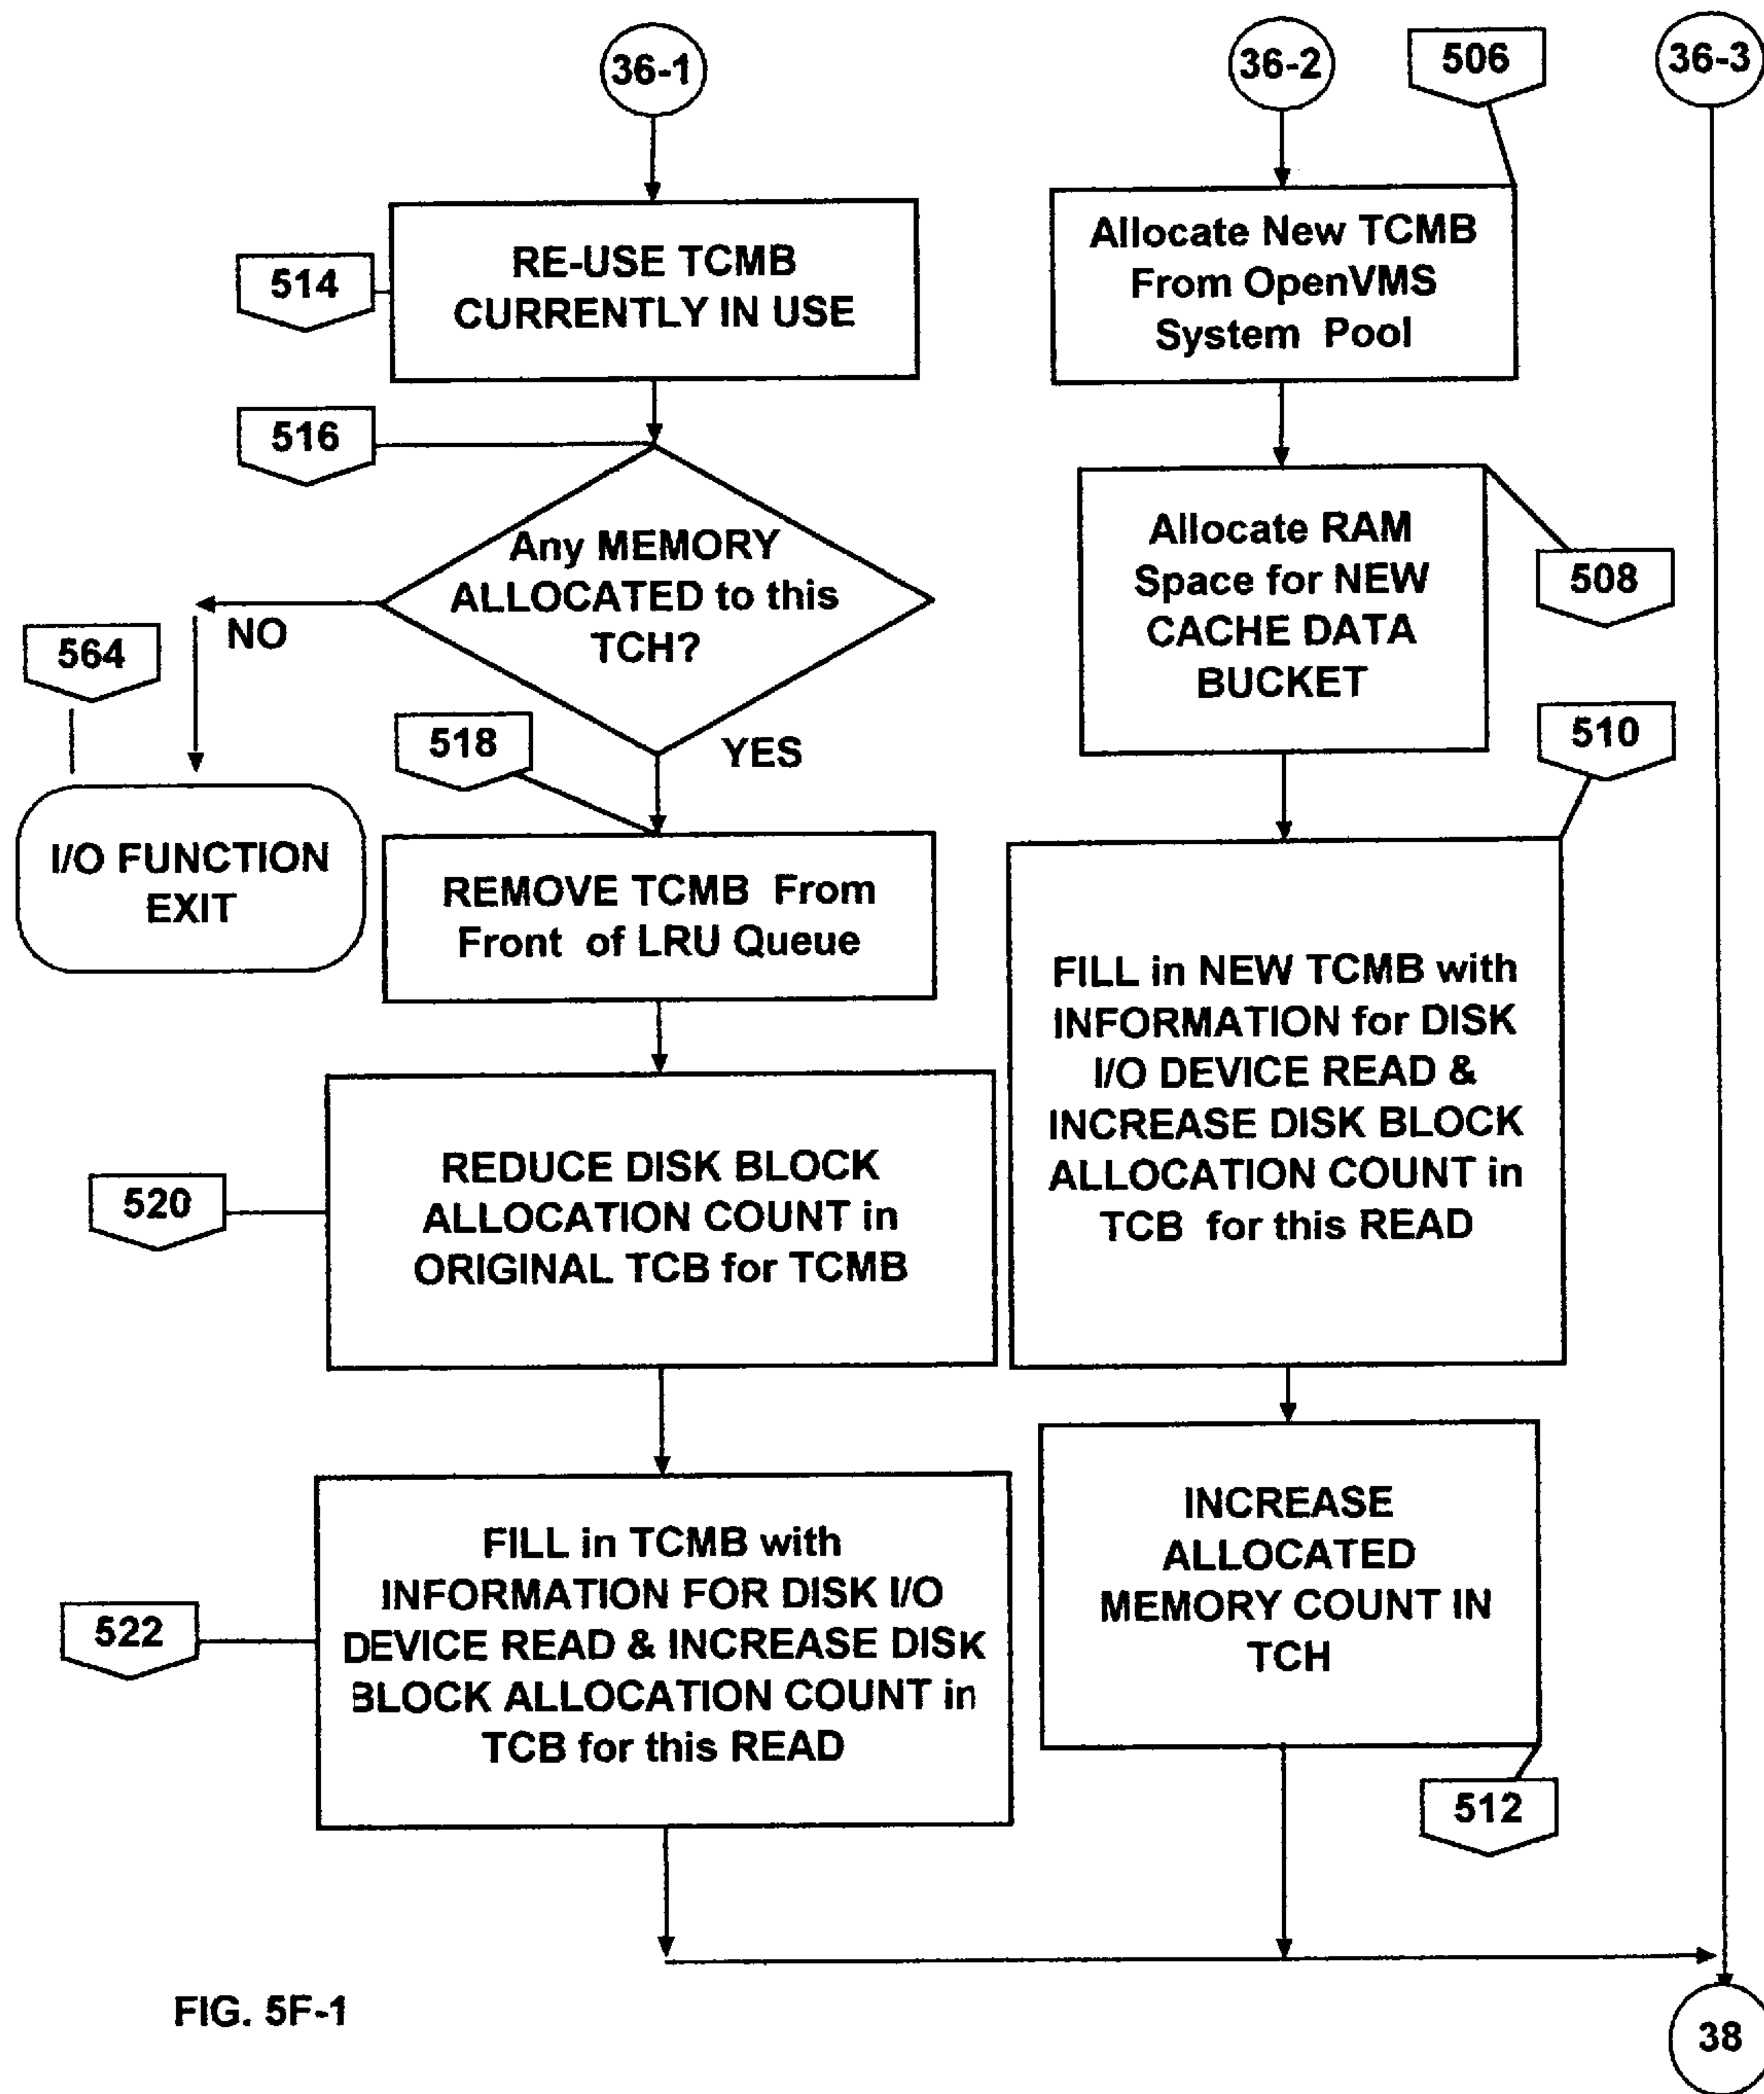 36-1
36-2
506
36-3
514
RE-USE TCMB
CURRENTLY IN USE
Allocate New TCMB
From OpenVMS
System Pool
516
Any MEMORY
ALLOCATED to this
TCH?
NO
YES
564
I/O FUNCTION
EXIT
518
REMOVE TCMB From
Front of LRU Queue
520
REDUCE DISK BLOCK
ALLOCATION COUNT in
ORIGINAL TCB for TCMB
522
FILL in TCMB with
INFORMATION FOR DISK I/O
DEVICE READ & INCREASE DISK
BLOCK ALLOCATION COUNT in
TCB for this READ
Allocate RAM
Space for NEW
CACHE DATA
BUCKET
508
510
FILL in NEW TCMB with
INFORMATION for DISK
I/O DEVICE READ &
INCREASE DISK BLOCK
ALLOCATION COUNT in
TCB for this READ
INCREASE
ALLOCATED
MEMORY COUNT IN
TCH
512
FIG. 5F-1
38